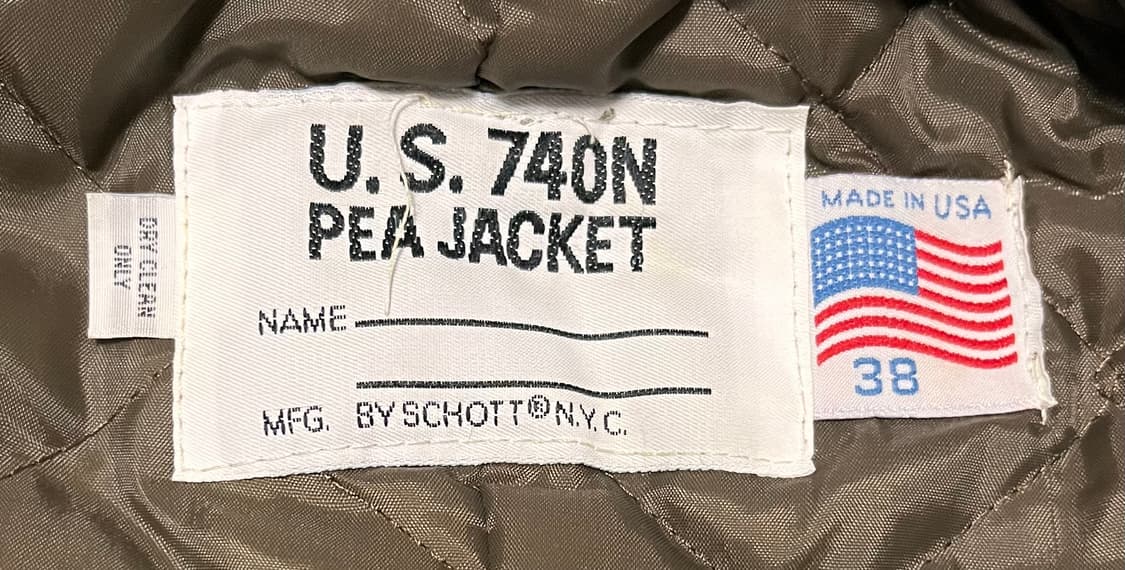 U. S. 740N
PEA JACKET
NAME
MFG. BY SCHOTT® N.Y.C.
DRY CLEAN
ONLY
MADE IN USA
38